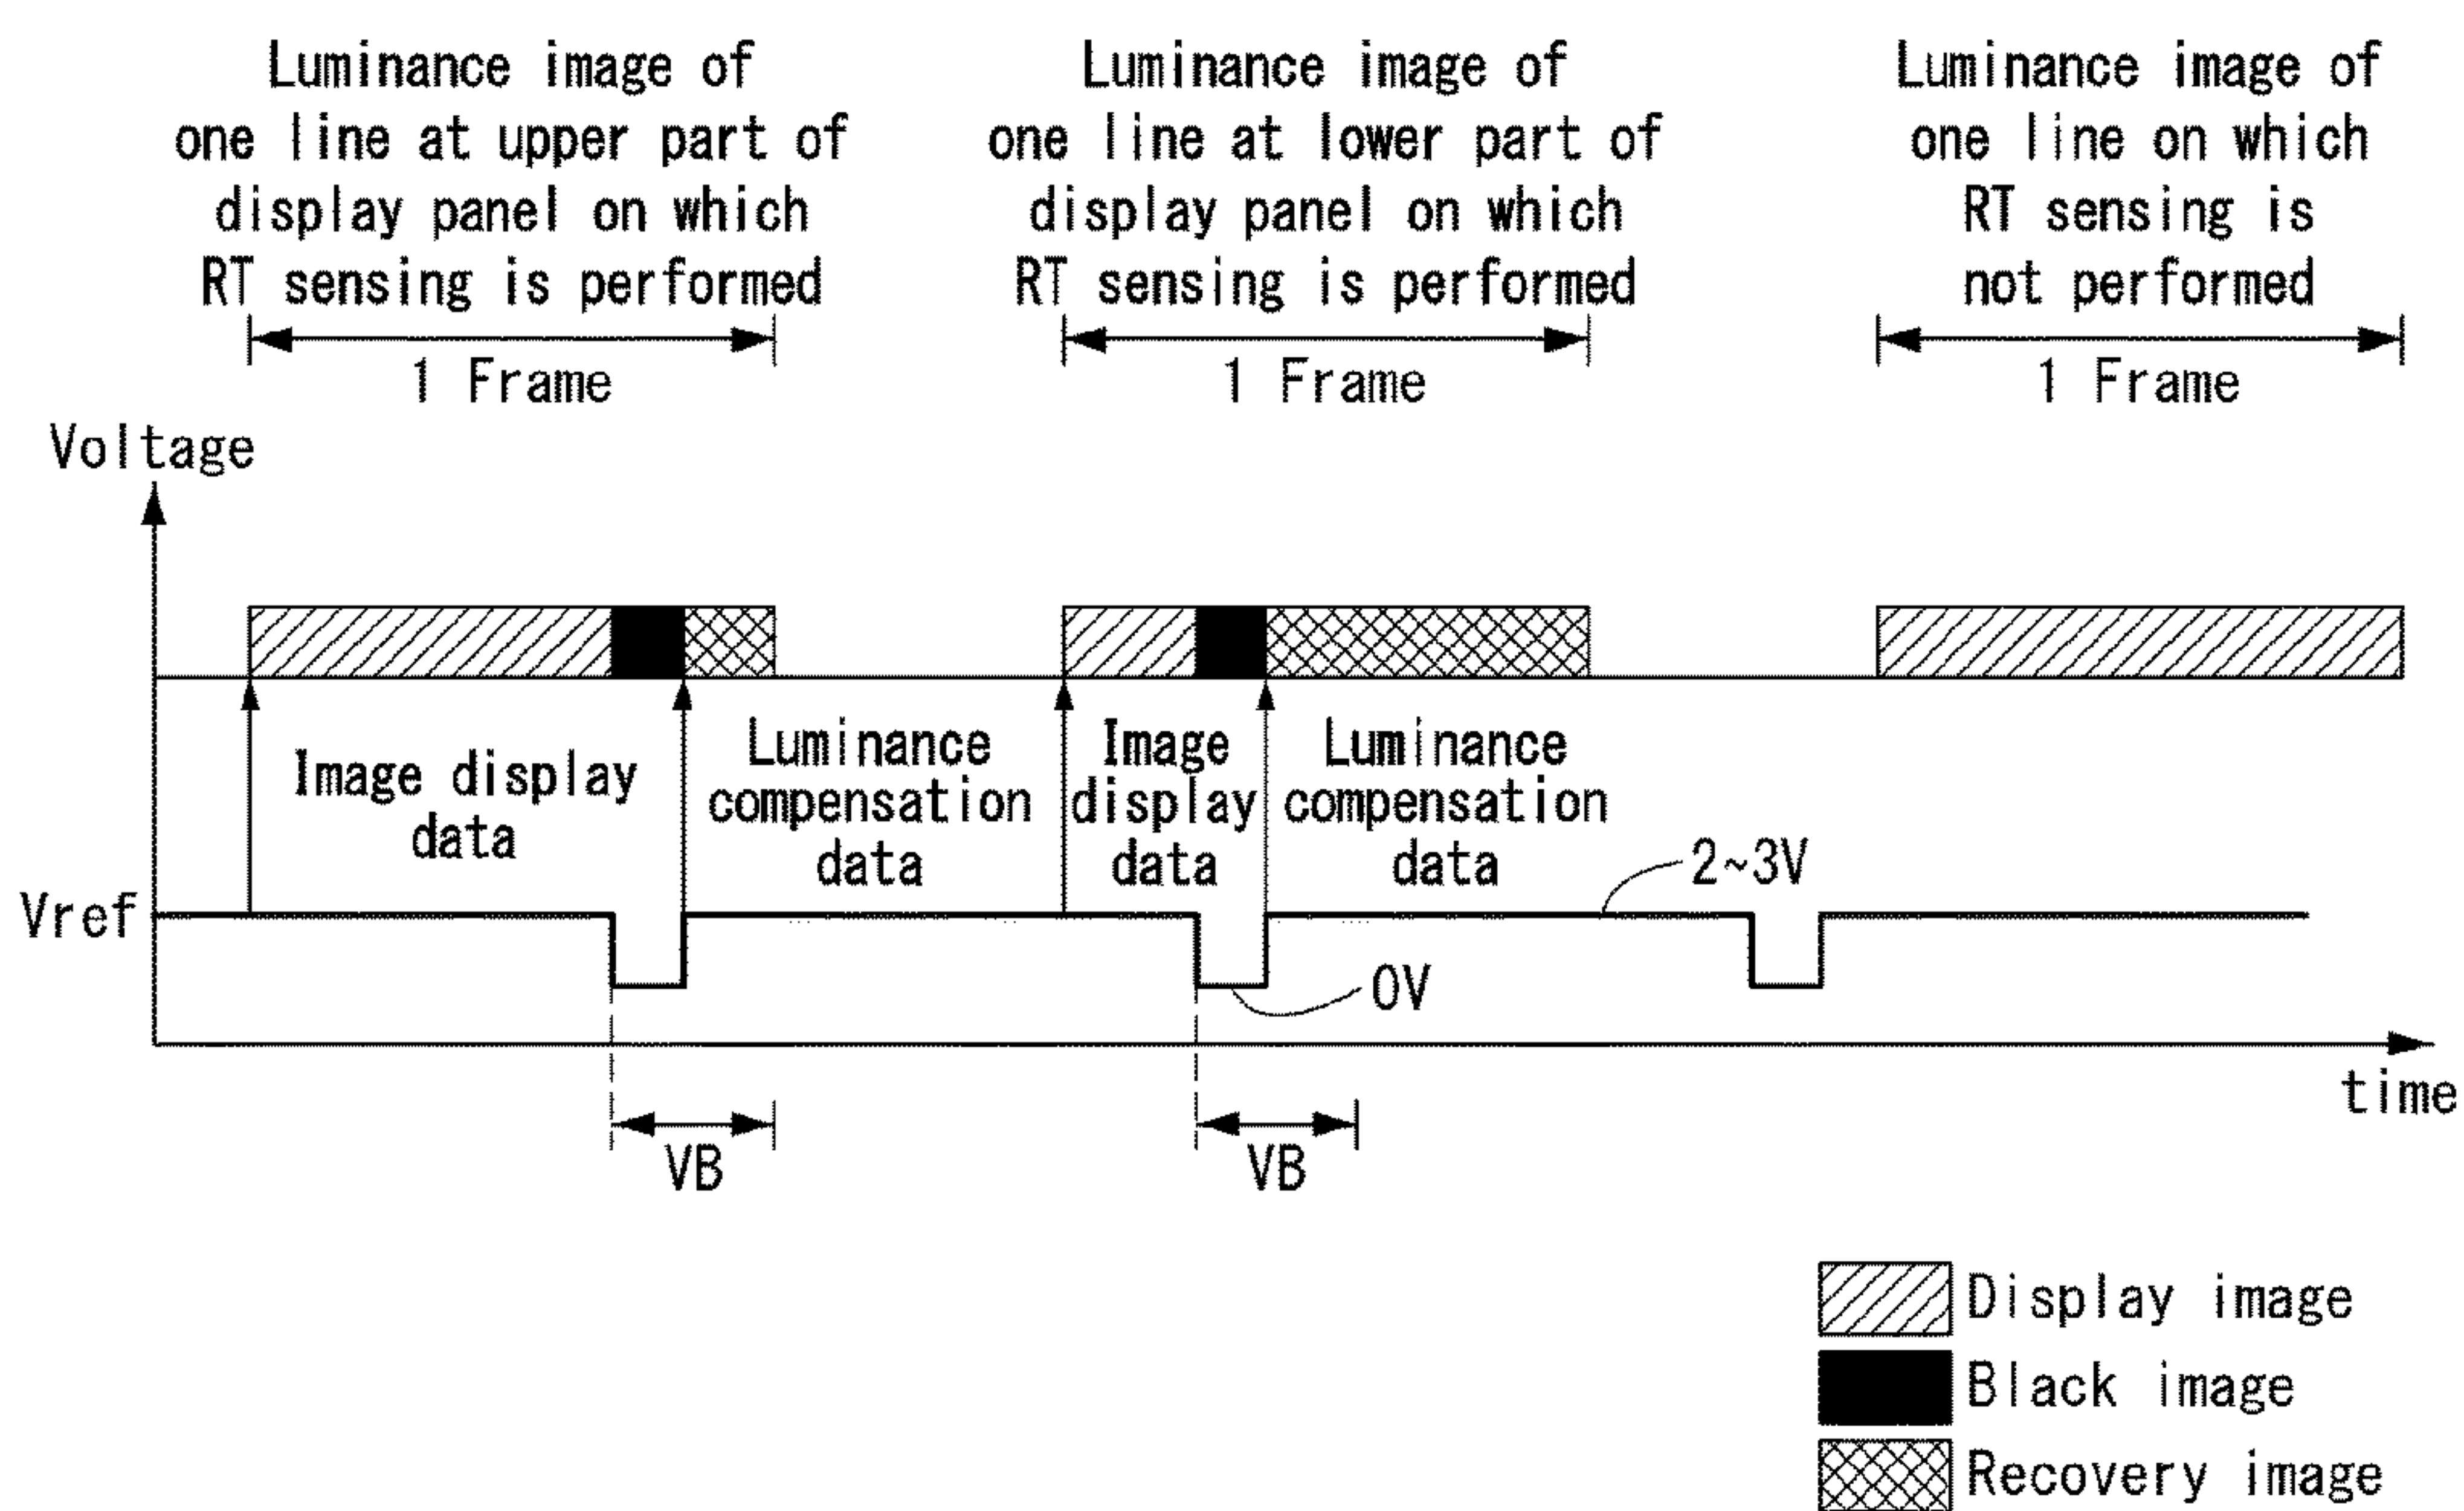 Luminance image of
one line at upper part of
display panel on which
RT sensing is performed
1 Frame
Luminance image of
one line at lower part of
display panel on which
RT sensing is performed
1 Frame
Luminance image of
one line on which
RT sensing is
not performed
1 Frame
Voltage
Image display
data
Luminance
compensation
data
Image
display
data
Luminance
compensation
data
2~3V
Vref
0V
time
VB
VB
Display image
Black image
Recovery image